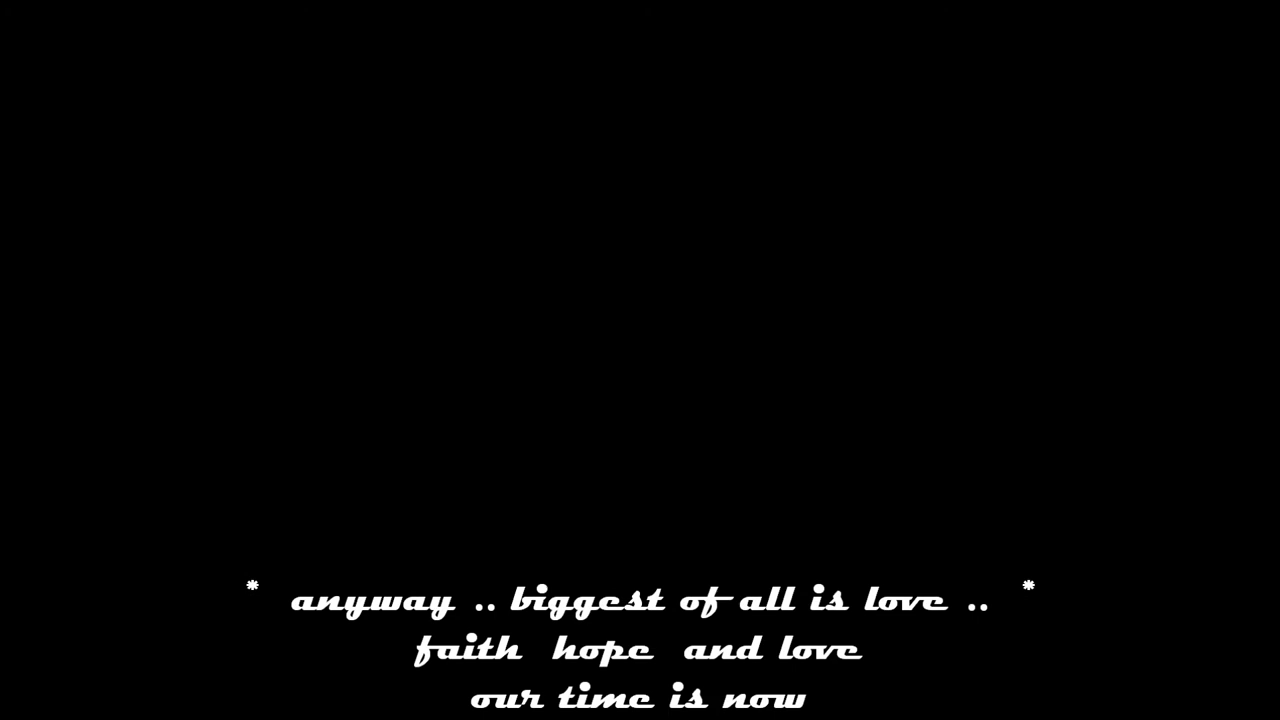 * anyway .. biggest of all is love .. *
faith hope and love
our time is now